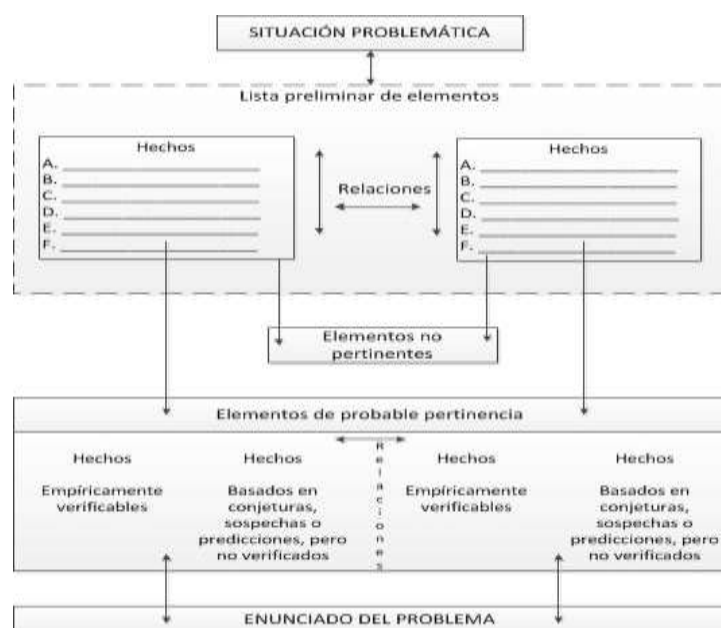 SITUACIÓN PROBLEMÁTICA
Lista preliminar de elementos
Hechos
A.
B.
C.
D.
E.
F.
Relaciones
Hechos
A.
B.
C.
D.
E.
F.
Elementos no
pertinentes
Elementos de probable pertinencia
Hechos
Empíricamente
verificables
Hechos
Basados en
conjeturas,
sospechas o
predicciones, pero
no verificados
Relaciones
Hechos
Empíricamente
verificables
Hechos
Basados en
conjeturas,
sospechas o
predicciones, pero
no verificados
ENUNCIADO DEL PROBLEMA